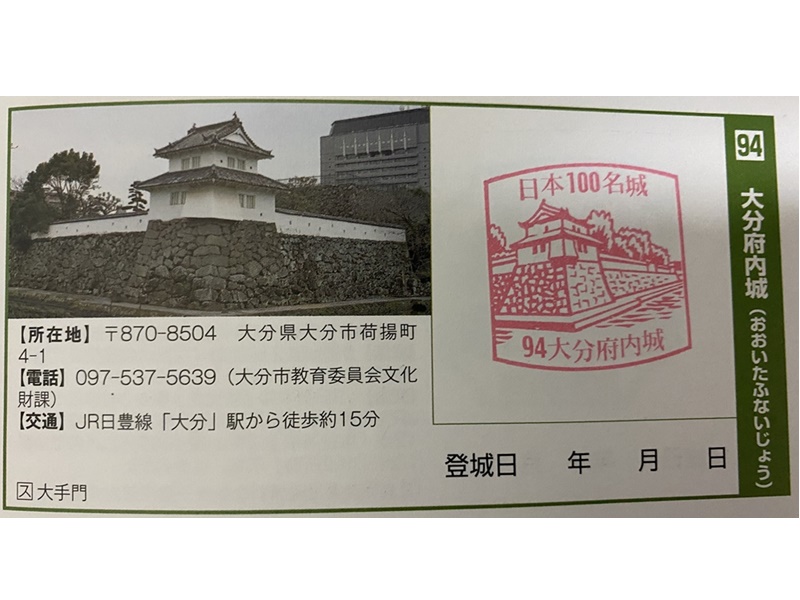 【所在地】 〒870-8504 大分県大分市荷揚町
4-1
【電話】097-537-5639（大分市教育委員会文化
財課）
【交通】JR日豊線「大分」駅から徒歩約15分
ス 大手門
日本100名城
94大分府内城
登城日 年 月 日
94 大分府内城（おおいたふないじょう）